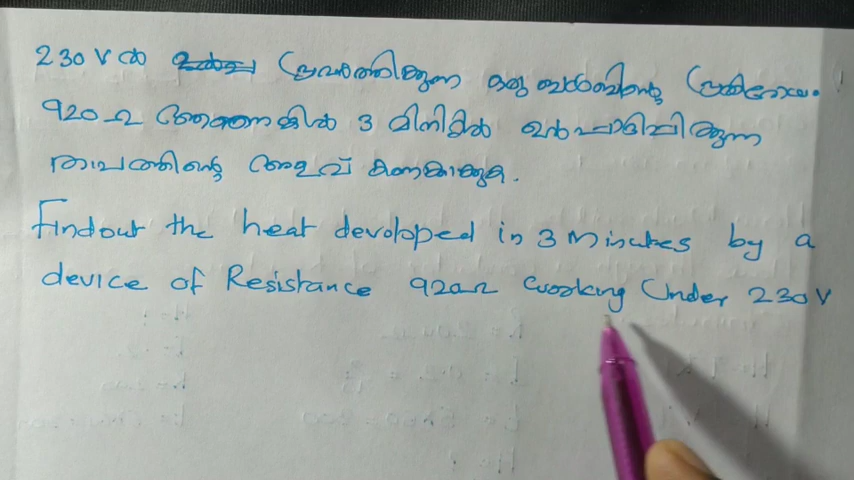 230 V ൽ പ്രവർത്തിക്കുന്ന ഒരു ബൾബിന്റെ പ്രതിരോധം
920 Ω ആണെങ്കിൽ 3 മിനിറ്റിൽ ഉൽപാദിപ്പിക്കുന്ന
താപത്തിന്റെ അളവ് കണക്കാക്കുക.
Findout the heat developed in 3 Minutes by a
device of Resistance 920Ω working Under 230V